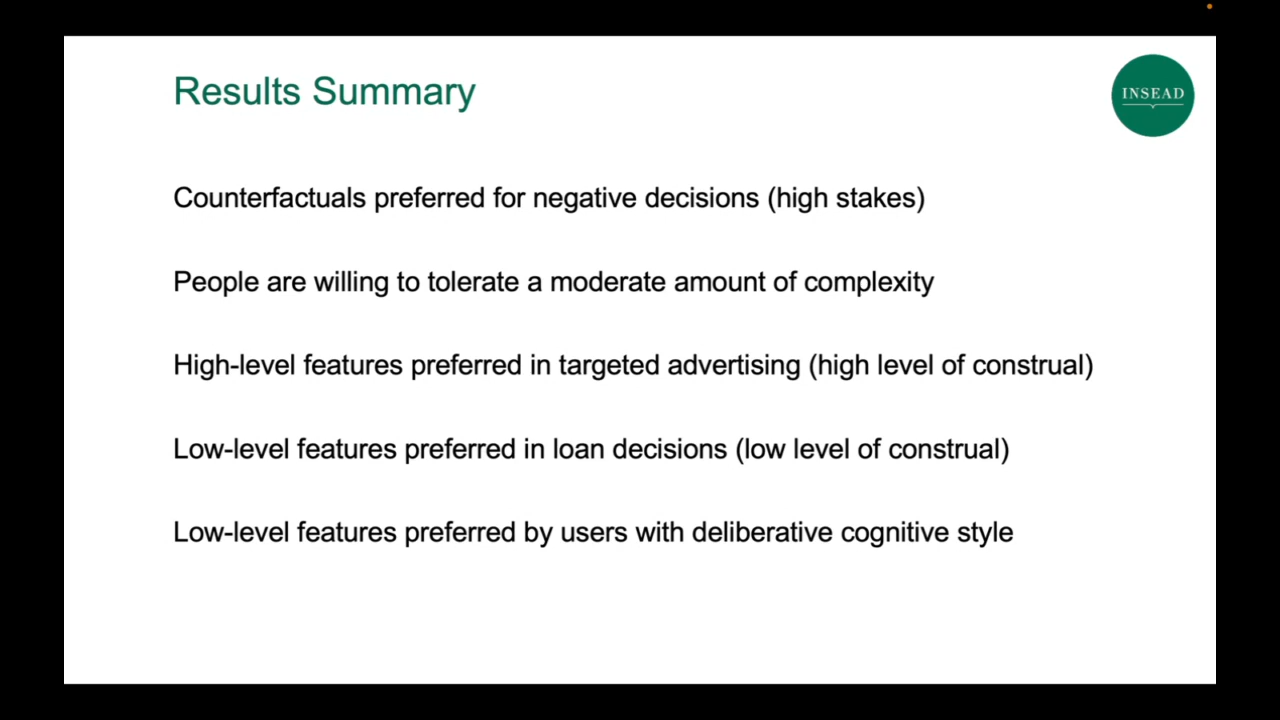 Results Summary
INSEAD
Counterfactuals preferred for negative decisions (high stakes)
People are willing to tolerate a moderate amount of complexity
High-level features preferred in targeted advertising (high level of construal)
Low-level features preferred in loan decisions (low level of construal)
Low-level features preferred by users with deliberative cognitive style